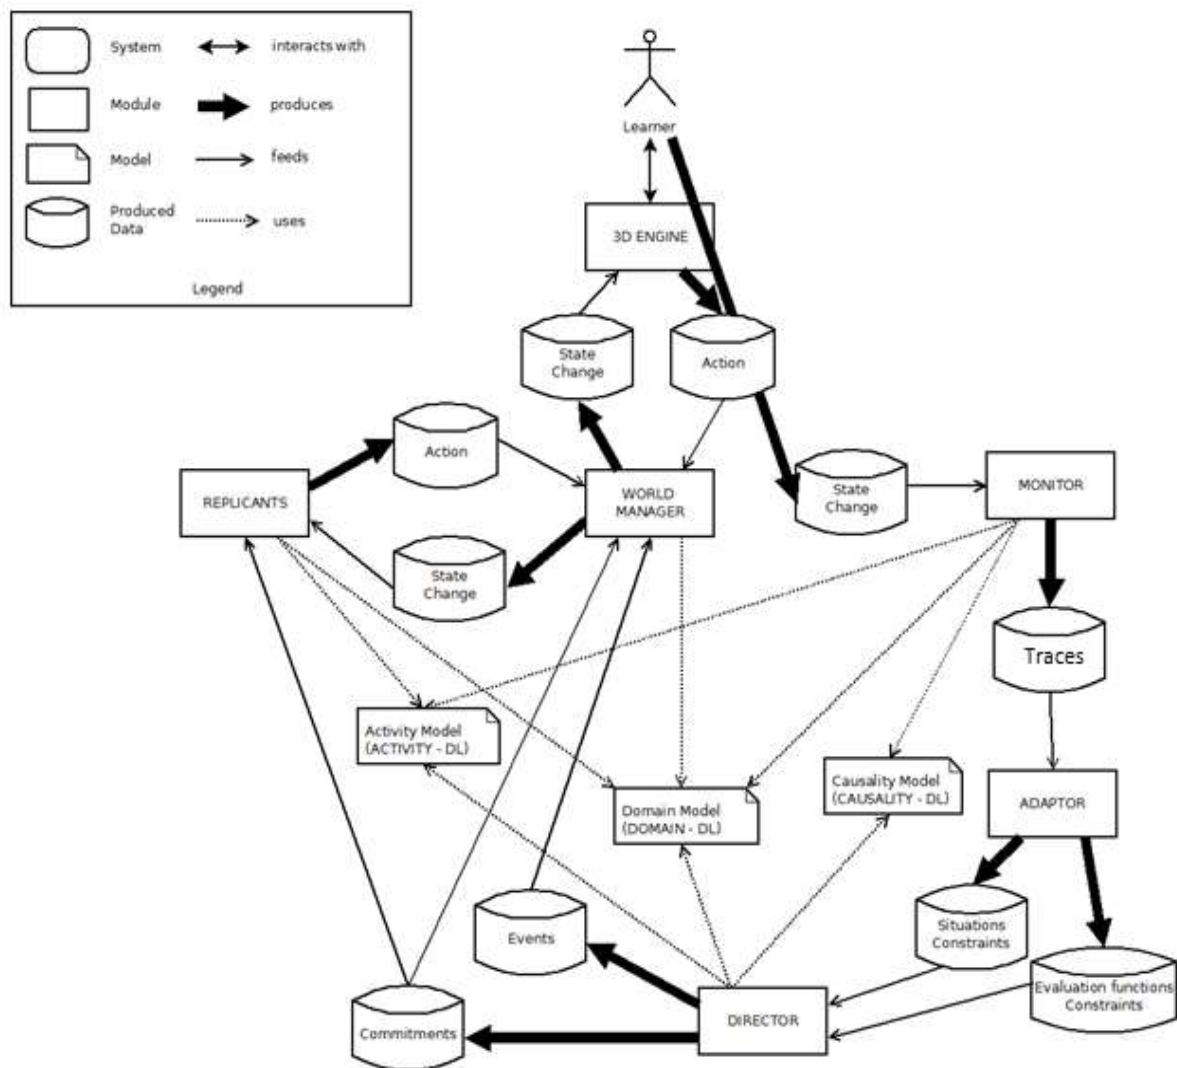 System
interacts with
Module
produces
Model
feeds
Produced
Data
uses
Legend
Learner
3D ENGINE
State
Change
Action
Action
REPLICANTS
WORLD
MANAGER
State
Change
MONITOR
State
Change
Traces
Activity Model
(ACTIVITY - DL)
Domain Model
(DOMAIN - DL)
Causality Model
(CAUSALITY - DL)
ADAPTOR
Events
Situations
Constraints
Evaluation functions
Constraints
Commitments
DIRECTOR